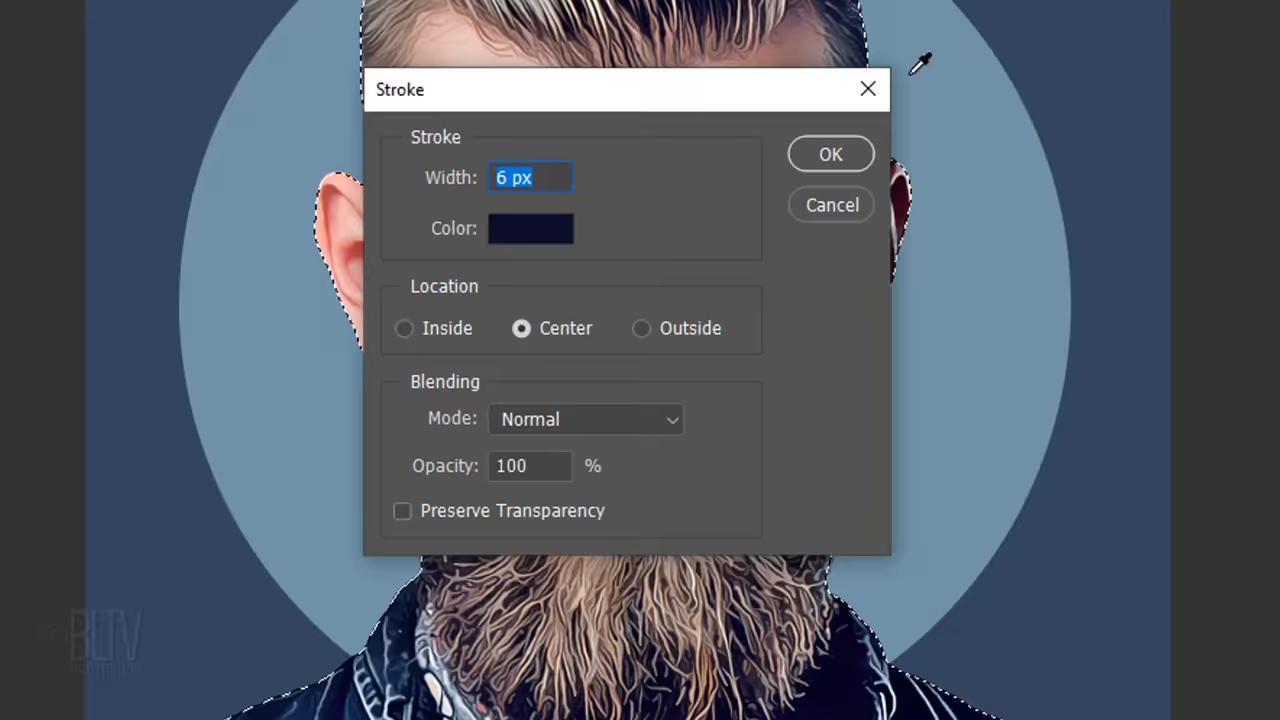 Stroke
Stroke
Width: 6 px
Color:
OK
Cancel
Location
Inside Center Outside
Blending
Mode: Normal
Opacity: 100 %
Preserve Transparency
BLTV